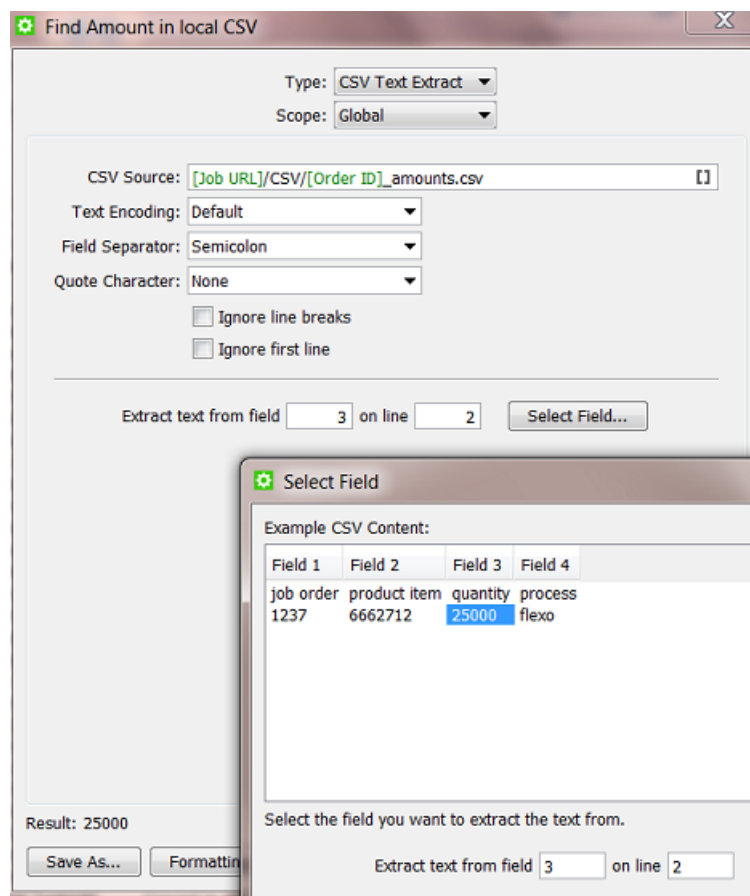 Find Amount in local CSV
X
Type: CSV Text Extract
Scope: Global
CSV Source: [Job URL]/CSV/[Order ID]_amounts.csv []
Text Encoding: Default
Field Separator: Semicolon
Quote Character: None
Ignore line breaks
Ignore first line
Extract text from field 3 on line 2 Select Field...
Select Field
Example CSV Content:
Field 1 Field 2 Field 3 Field 4
job order product item quantity process
1237 6662712 25000 flexo
Select the field you want to extract the text from.
Extract text from field 3 on line 2
Result: 25000
Save As... Formattin